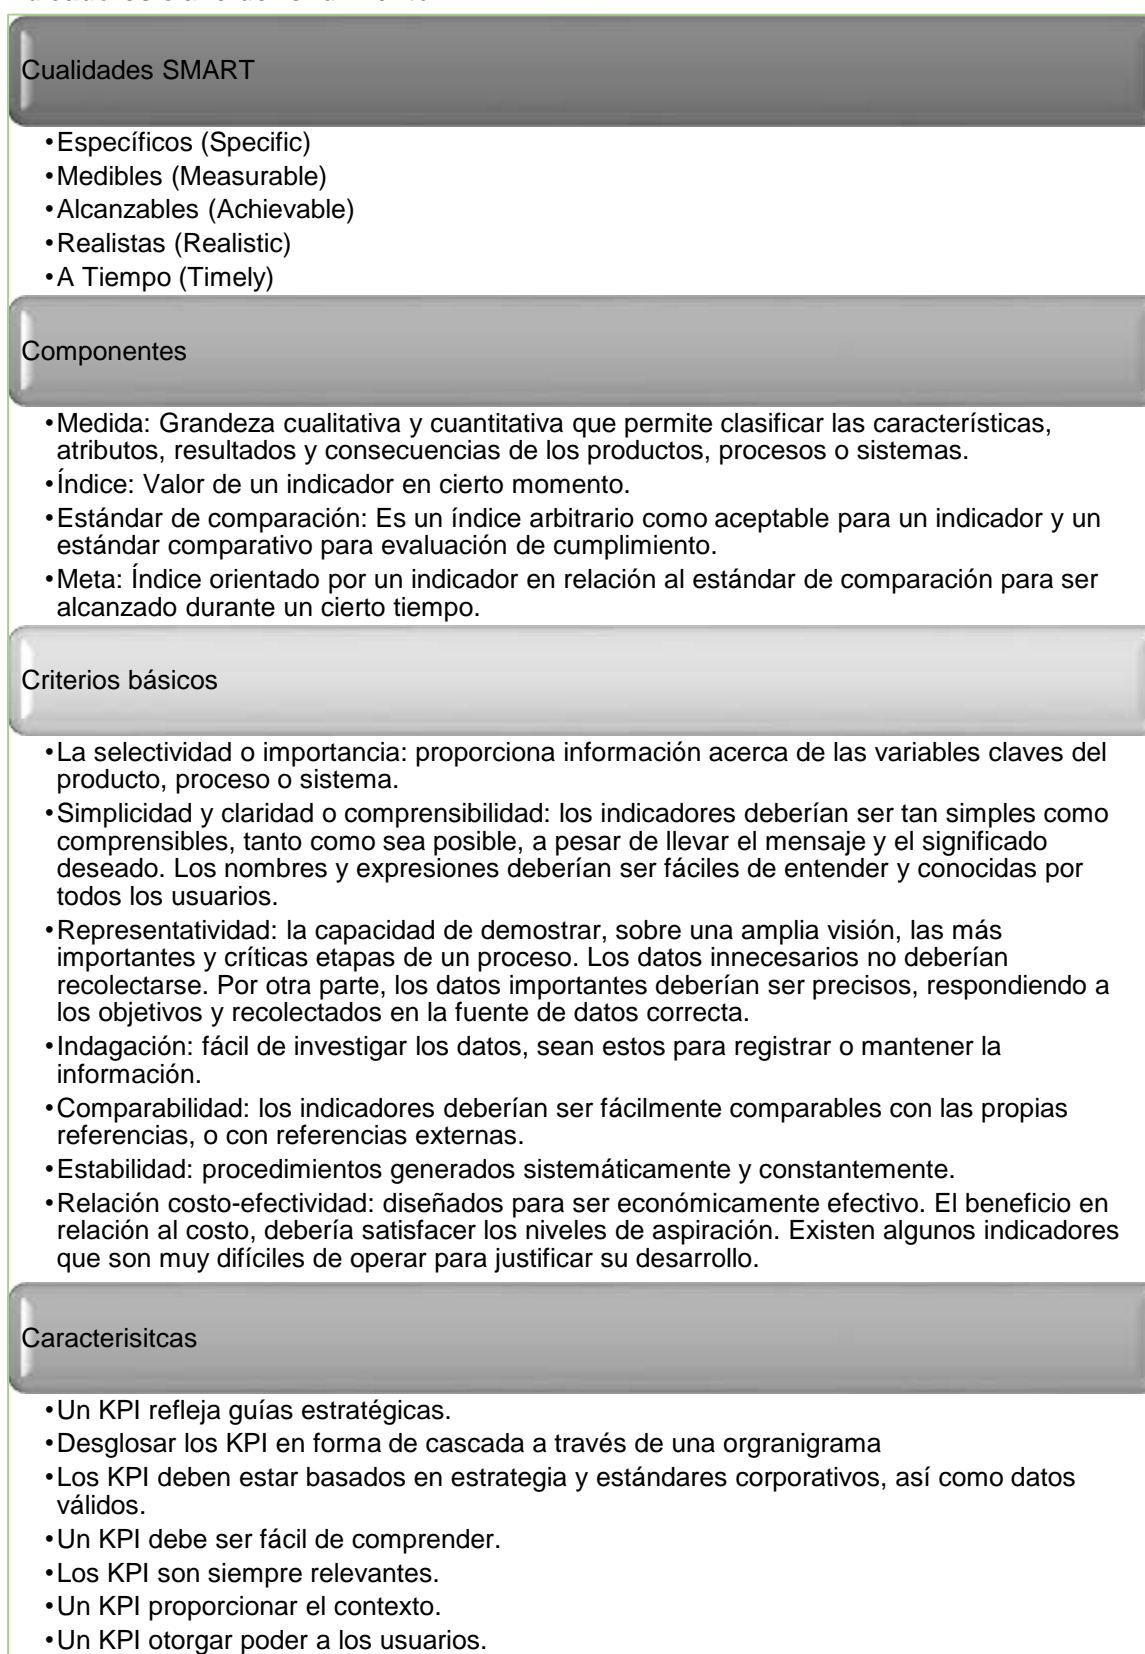 Cualidades SMART
•Específicos (Specific)
•Medibles (Measurable)
•Alcanzables (Achievable)
•Realistas (Realistic)
•A Tiempo (Timely)
Componentes
•Medida: Grandeza cualitativa y cuantitativa que permite clasificar las características,
atributos, resultados y consecuencias de los productos, procesos o sistemas.
•Índice: Valor de un indicador en cierto momento.
•Estándar de comparación: Es un índice arbitrario como aceptable para un indicador y un
estándar comparativo para evaluación de cumplimiento.
•Meta: Índice orientado por un indicador en relación al estándar de comparación para ser
alcanzado durante un cierto tiempo.
Criterios básicos
•La selectividad o importancia: proporciona información acerca de las variables claves del
producto, proceso o sistema.
•Simplicidad y claridad o comprensibilidad: los indicadores deberían ser tan simples como
comprensibles, tanto como sea posible, a pesar de llevar el mensaje y el significado
deseado. Los nombres y expresiones deberían ser fáciles de entender y conocidas por
todos los usuarios.
•Representatividad: la capacidad de demostrar, sobre una amplia visión, las más
importantes y críticas etapas de un proceso. Los datos innecesarios no deberían
recolectarse. Por otra parte, los datos importantes deberían ser precisos, respondiendo a
los objetivos y recolectados en la fuente de datos correcta.
•Indagación: fácil de investigar los datos, sean estos para registrar o mantener la
información.
•Comparabilidad: los indicadores deberían ser fácilmente comparables con las propias
referencias, o con referencias externas.
•Estabilidad: procedimientos generados sistemáticamente y constantemente.
•Relación costo-efectividad: diseñados para ser económicamente efectivo. El beneficio en
relación al costo, debería satisfacer los niveles de aspiración. Existen algunos indicadores
que son muy difíciles de operar para justificar su desarrollo.
Caracterisitcas
•Un KPI refleja guías estratégicas.
•Desglosar los KPI en forma de cascada a través de una orgranigrama
•Los KPI deben estar basados en estrategia y estándares corporativos, así como datos
válidos.
•Un KPI debe ser fácil de comprender.
•Los KPI son siempre relevantes.
•Un KPI proporcionar el contexto.
•Un KPI otorgar poder a los usuarios.